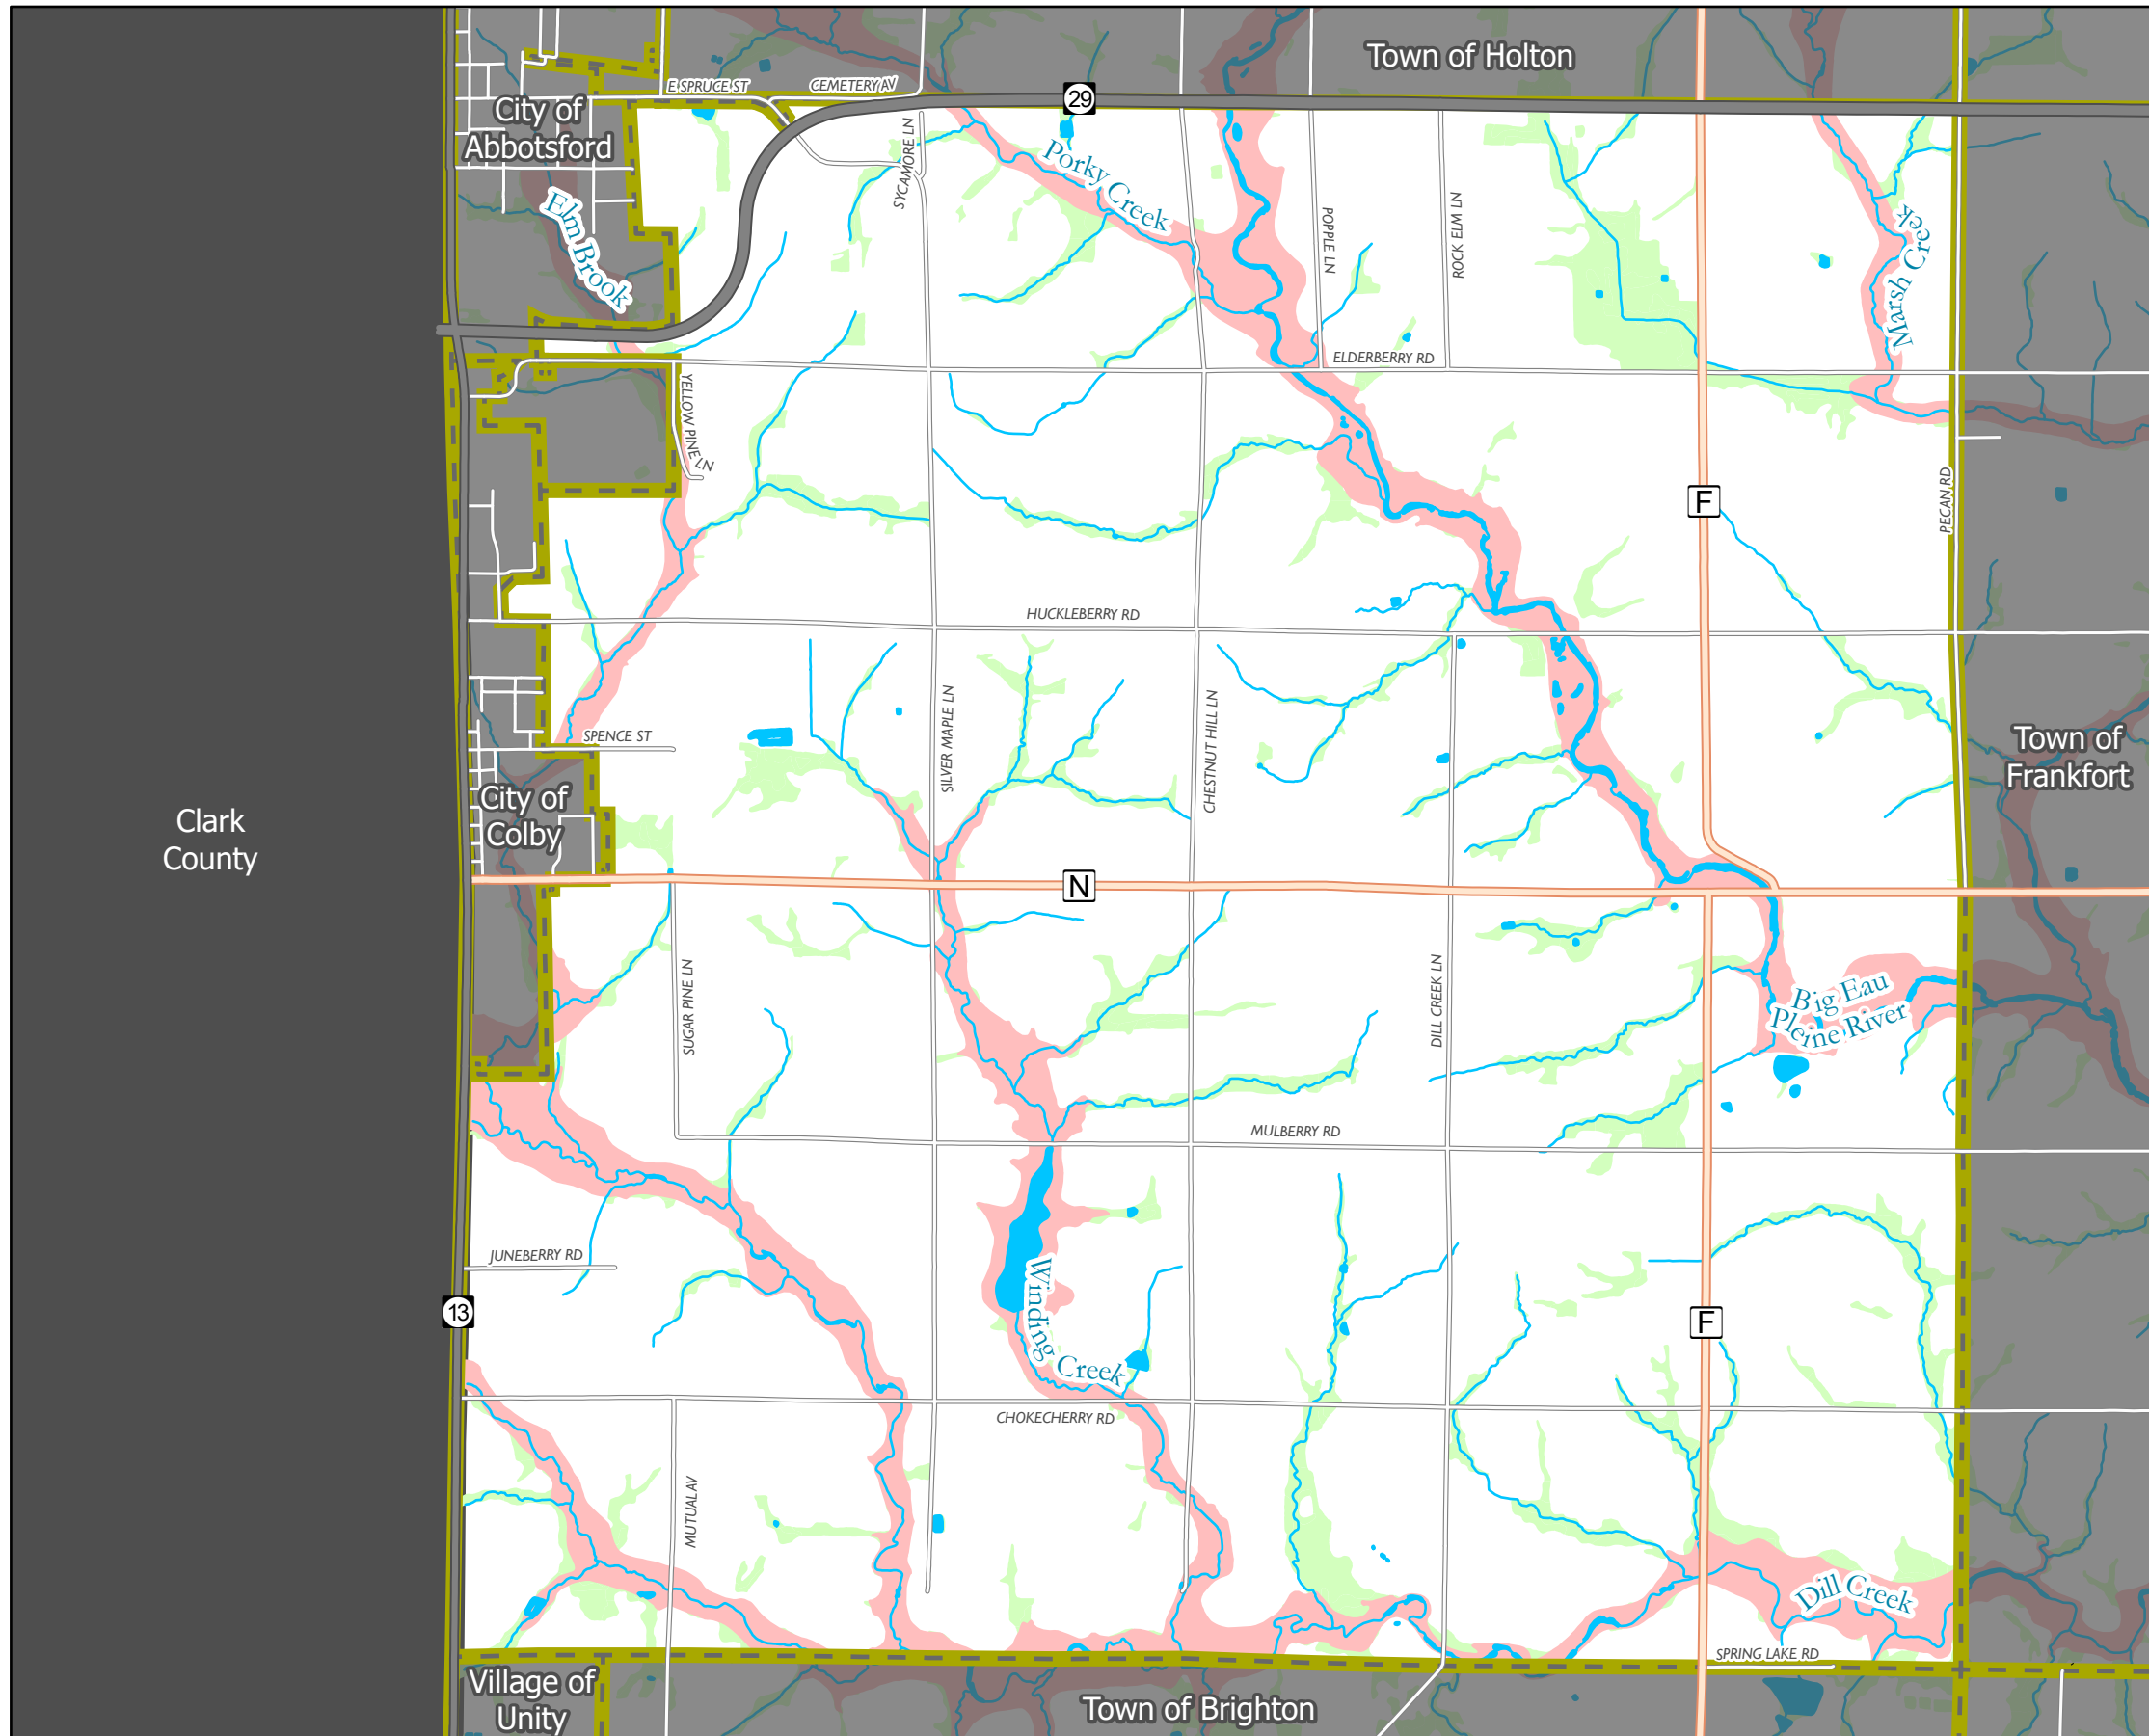 Town of Holton
29
E SPRUCE ST
CEMETERY AV
City of
Abbotsford
SYCAMORE LN
Porky Creek
Elm Brook
POPPLE LN
ROCK ELM LN
Marsh Creek
ELDERBERRY RD
YELLOW PINE LN
F
PECAN RD
HUCKLEBERRY RD
SILVER MAPLE LN
CHESTNUT HILL LN
SPENCE ST
Town of
Frankfort
City of
Colby
Clark
County
N
SUGAR PINE LN
DILL CREEK LN
Big Eau
Pleine River
MULBERRY RD
JUNEBERRY RD
13
Winding Creek
F
CHOKECHERRY RD
MUTUAL AV
Dill Creek
SPRING LAKE RD
Village of
Unity
Town of Brighton